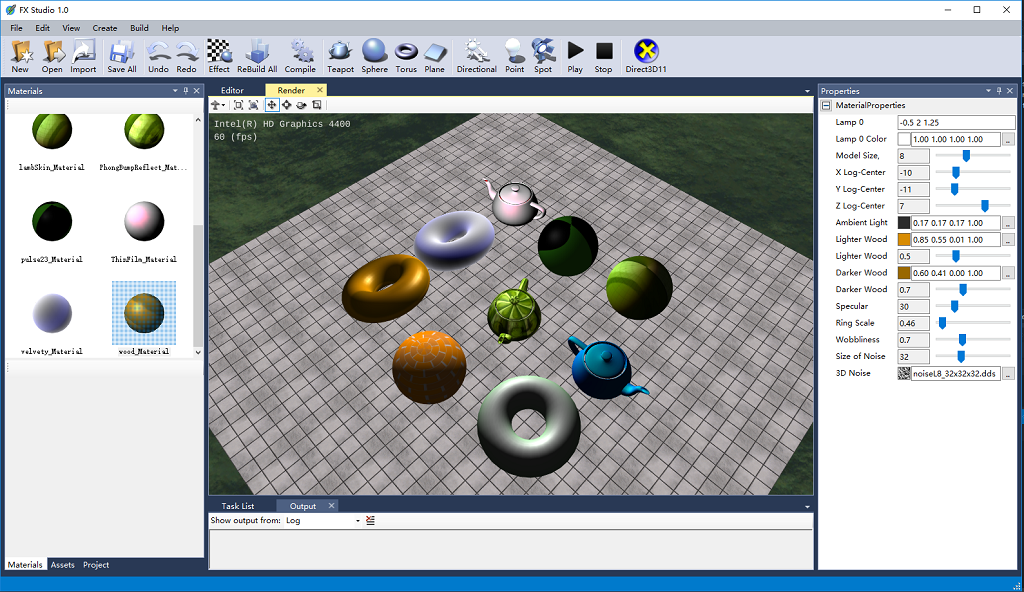 FX Studio 1.0
File Edit View Create Build Help
New Open Import Save All Undo Redo Effect ReBuild All Compile Teapot Sphere Torus Plane Directional Point Spot Play Stop Direct3D11
Materials
lambSkin_Material PhongBumpReflect_Mat...
pulse23_Material ThinFilm_Material
velvety_Material wood_Material
Materials Assets Project
Editor Render
Intel(R) HD Graphics 4400
60 (fps)
Task List Output
Show output from: Log
Properties
MaterialProperties
Lamp 0 -0.5 2 1.25
Lamp 0 Color 1.00 1.00 1.00 1.00 ...
Model Size, 8
X Log-Center -10
Y Log-Center -11
Z Log-Center 7
Ambient Light 0.17 0.17 0.17 1.00 ...
Lighter Wood 0.85 0.55 0.01 1.00 ...
Lighter Wood 0.5
Darker Wood 0.60 0.41 0.00 1.00 ...
Darker Wood 0.7
Specular 30
Ring Scale 0.46
Wobbliness 0.7
Size of Noise 32
3D Noise noiseL8_32x32x32.dds ...